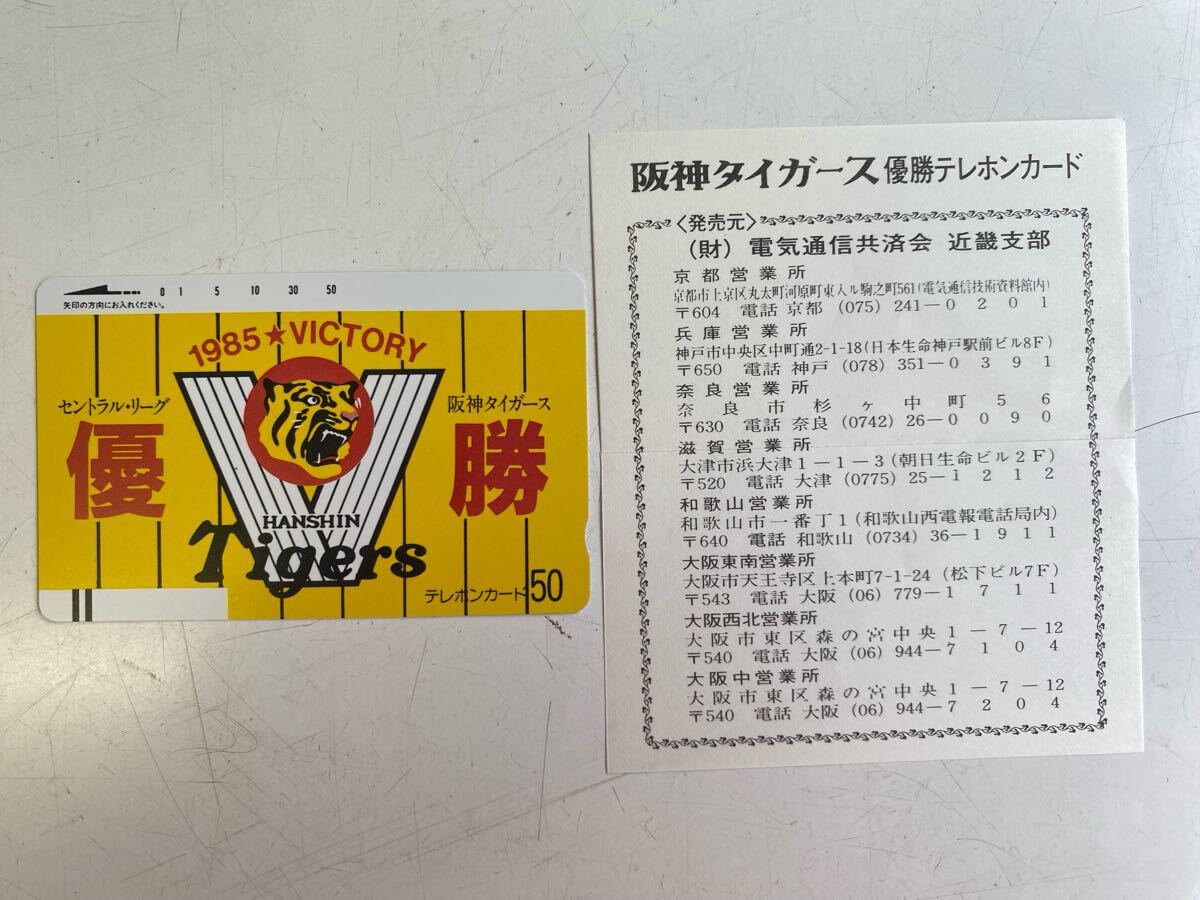 0 1 5 10 30 50
矢印の方向にお入れください。
1985★VICTORY
セントラル・リーグ
阪神タイガース
優勝
HANSHIN
Tigers
テレホンカード50
阪神タイガース優勝テレホンカード
〈発売元〉
(財) 電気通信共済会 近畿支部
京都営業所
京都市上京区丸太町河原町東入ル駒之町561(電気通信技術資料館内)
〒604 電話 京都 (075) 241-0201
兵庫営業所
神戸市中央区中町通2-1-18(日本生命神戸駅前ビル8F)
〒650 電話 神戸 (078) 351-0391
奈良営業所
奈良市杉ヶ中町56
〒630 電話 奈良 (0742) 26-0090
滋賀営業所
大津市浜大津1-1-3(朝日生命ビル2F)
〒520 電話 大津 (0775) 25-1212
和歌山営業所
和歌山市一番丁1(和歌山西電報電話局内)
〒640 電話 和歌山 (0734) 36-1911
大阪東南営業所
大阪市天王寺区上本町7-1-24 (松下ビル7F)
〒543 電話 大阪 (06) 779-1711
大阪西北営業所
大阪市東区森の宮中央1-7-12
〒540 電話 大阪 (06) 944-7104
大阪中営業所
大阪市東区森の宮中央1-7-12
〒540 電話 大阪 (06) 944-7204